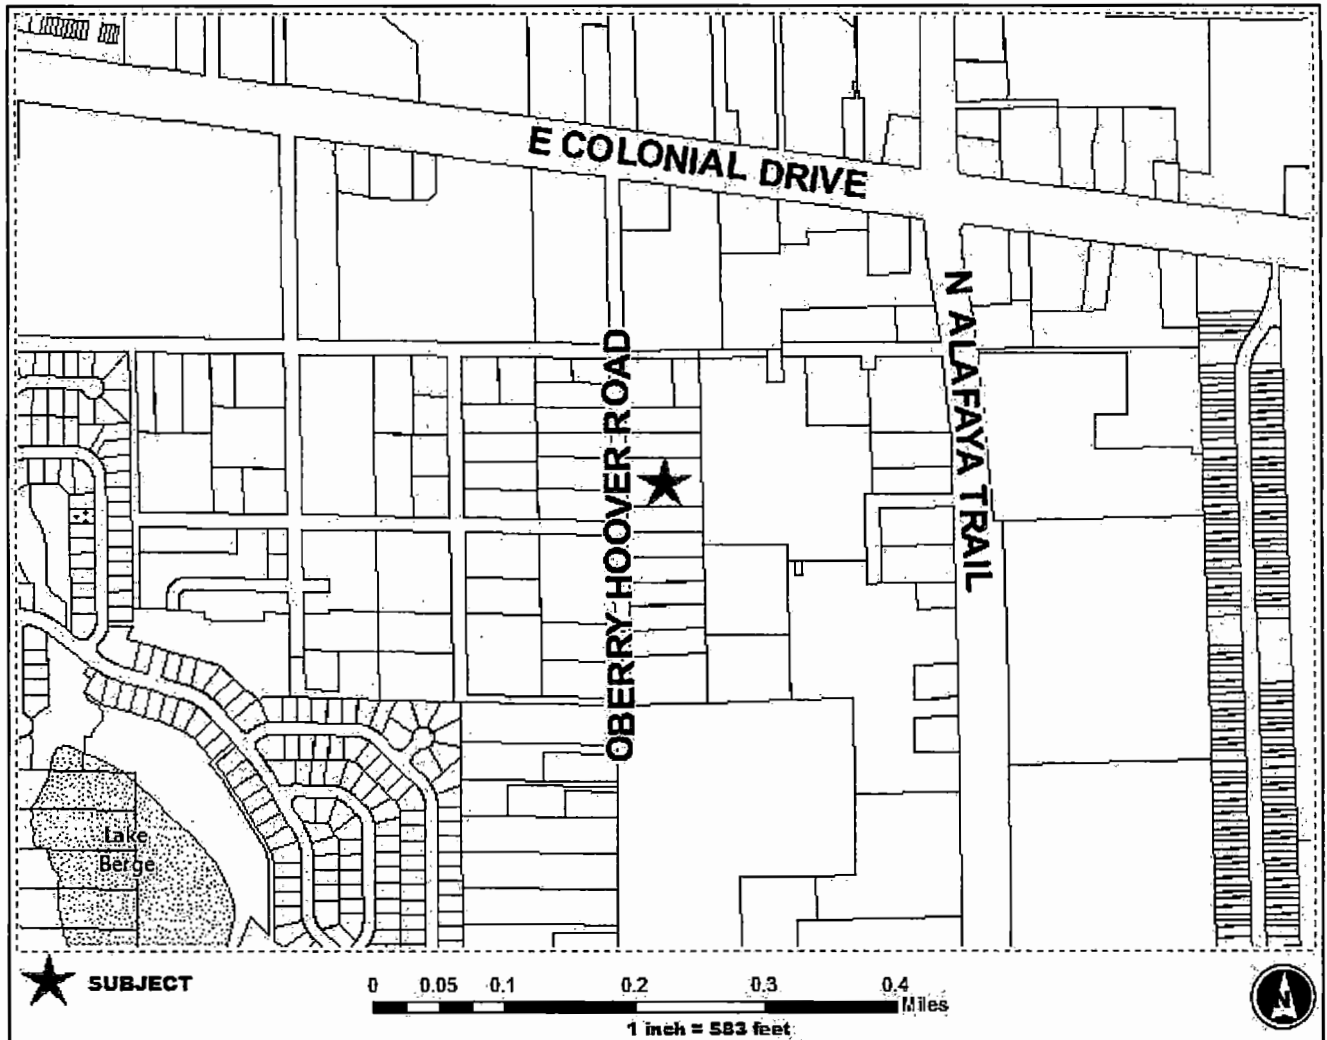 E COLONIAL DRIVE
N ALAFAYA TRAIL
OBERRY HOOVER ROAD
Lake
Berge
SUBJECT
0 0.05 0.1 0.2 0.3 0.4
Miles
1 inch = 583 feet
N